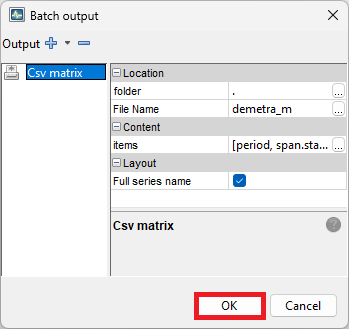 Batch output
Output
Csv matrix
Location
folder .
File Name demetra_m ...
Content
items [period, span.sta... ...
Layout
Full series name
Csv matrix
OK Cancel